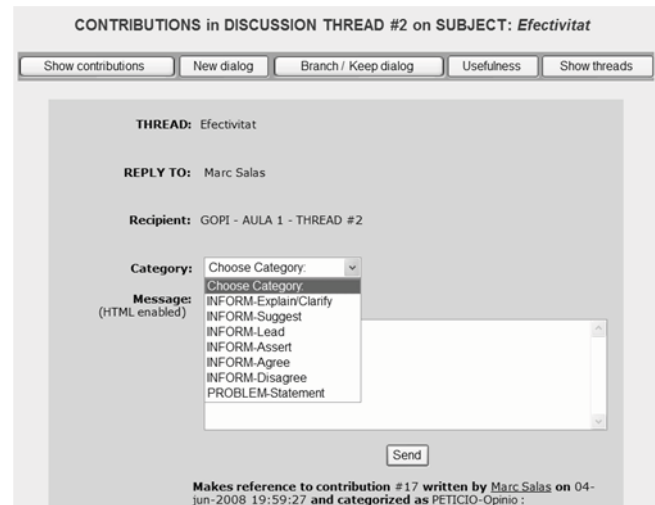 CONTRIBUTIONS in DISCUSSION THREAD #2 on SUBJECT: Efectivitat
Show contributions New dialog Branch / Keep dialog Usefulness Show threads
THREAD: Efectivitat
REPLY TO: Marc Salas
Recipient: GOPI - AULA 1 - THREAD #2
Category: Choose Category:
Choose Category:
Message:
(HTML enabled)
INFORM-Explain/Clarify
INFORM-Suggest
INFORM-Lead
INFORM-Assert
INFORM-Agree
INFORM-Disagree
PROBLEM-Statement
Send
Makes reference to contribution #17 written by Marc Salas on 04-
jun-2008 19:59:27 and categorized as PETICIO-Opinio :